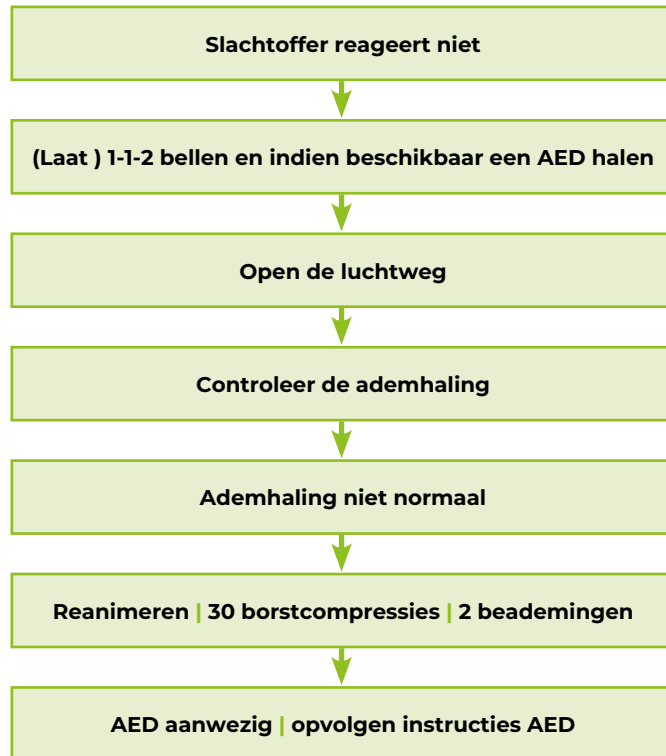 Slachtoffer reageert niet
(Laat ) 1-1-2 bellen en indien beschikbaar een AED halen
Open de luchtweg
Controleer de ademhaling
Ademhaling niet normaal
Reanimeren | 30 borstcompressies | 2 beademingen
AED aanwezig | opvolgen instructies AED